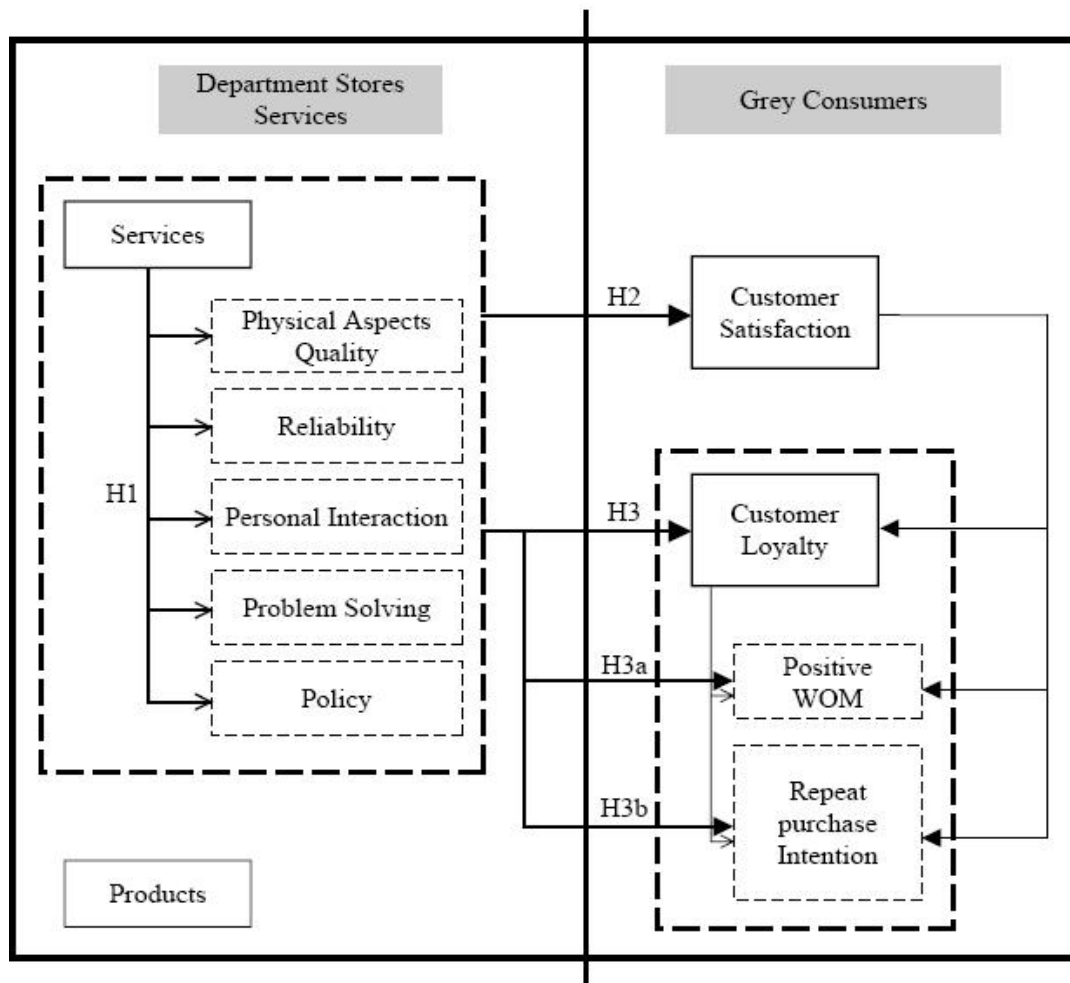 Department Stores
Services
Grey Consumers
Services
Physical Aspects
Quality
Reliability
H1
Personal Interaction
Problem Solving
Policy
Products
H2
Customer
Satisfaction
H3
Customer
Loyalty
H3a
Positive
WOM
H3b
Repeat
purchase
Intention